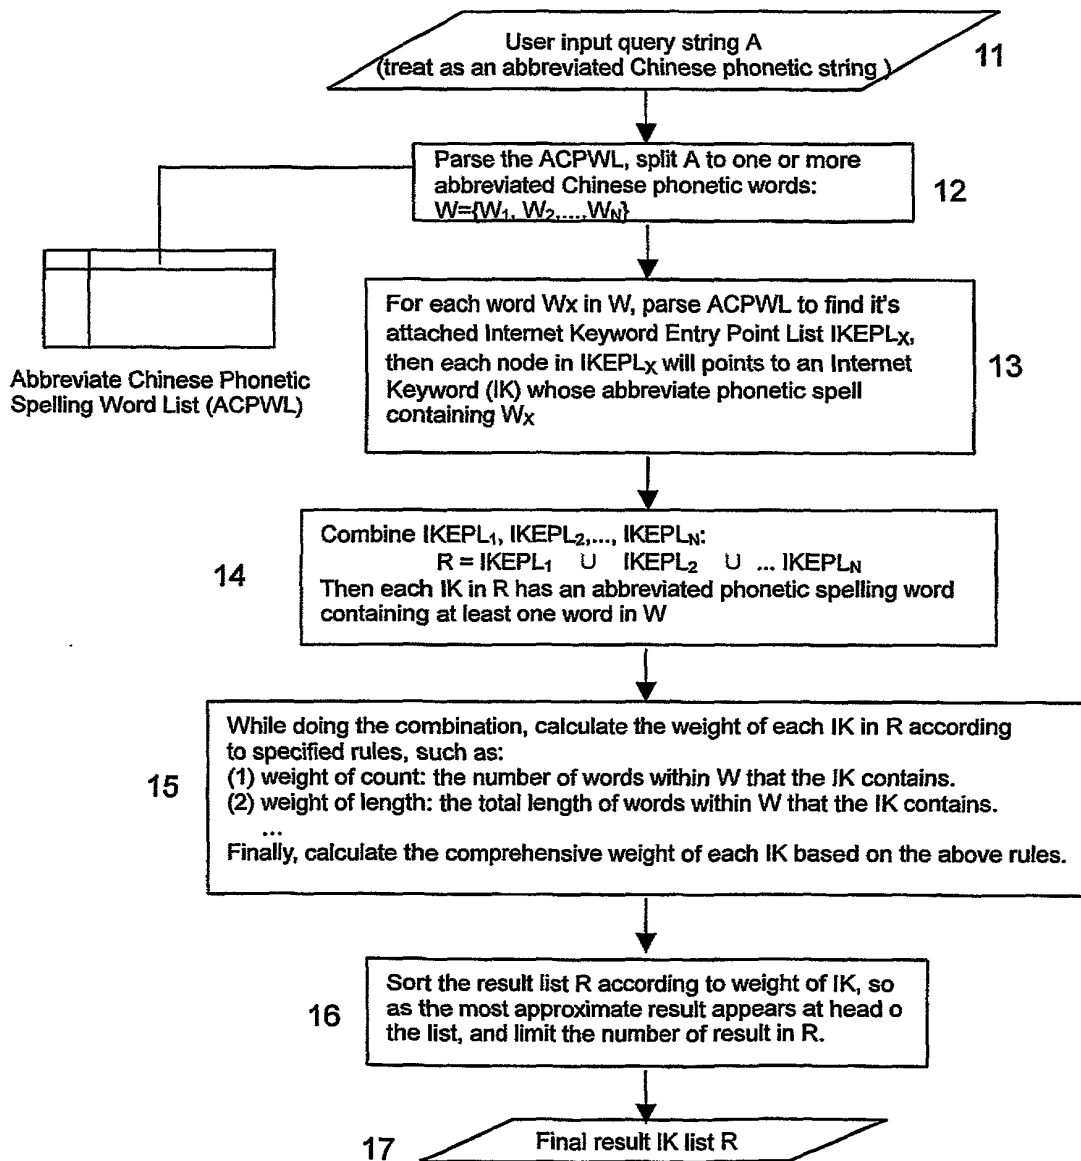 User input query string A
(treat as an abbreviated Chinese phonetic string )
11
Parse the ACPWL, split A to one or more
abbreviated Chinese phonetic words:
W={W1, W2,...,WN}
12
Abbreviate Chinese Phonetic
Spelling Word List (ACPWL)
For each word Wx in W, parse ACPWL to find it's
attached Internet Keyword Entry Point List IKEPLX,
then each node in IKEPLX will points to an Internet
Keyword (IK) whose abbreviate phonetic spell
containing WX
13
Combine IKEPL1, IKEPL2,..., IKEPLN:
R = IKEPL1 U IKEPL2 U ... IKEPLN
Then each IK in R has an abbreviated phonetic spelling word
containing at least one word in W
14
While doing the combination, calculate the weight of each IK in R according
to specified rules, such as:
(1) weight of count: the number of words within W that the IK contains.
(2) weight of length: the total length of words within W that the IK contains.
...
Finally, calculate the comprehensive weight of each IK based on the above rules.
15
Sort the result list R according to weight of IK, so
as the most approximate result appears at head o
the list, and limit the number of result in R.
16
Final result IK list R
17